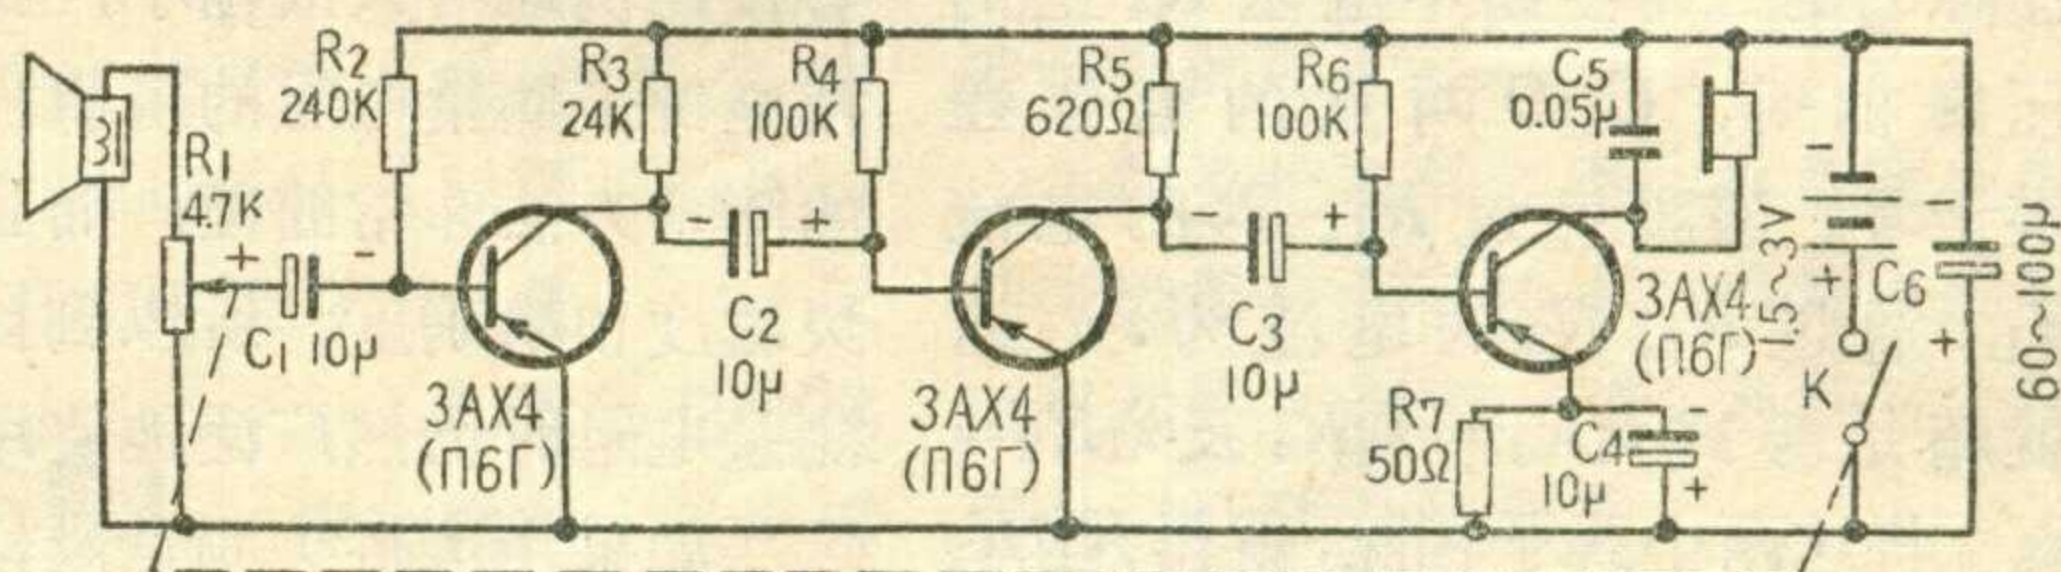 R2
240K
R3
24K
R4
100K
R5
620Ω
R6
100K
C5
0.05μ
R1
4.7K
+
-
C1 10μ
3AX4
(П6Г)
-
+
C2
10μ
3AX4
(П6Г)
-
+
C3
10μ
3AX4
(П6Г)
R7
50Ω
-
C4
10μ
+
-
1.5~3V
+
K
-
C6
+
60~100μ